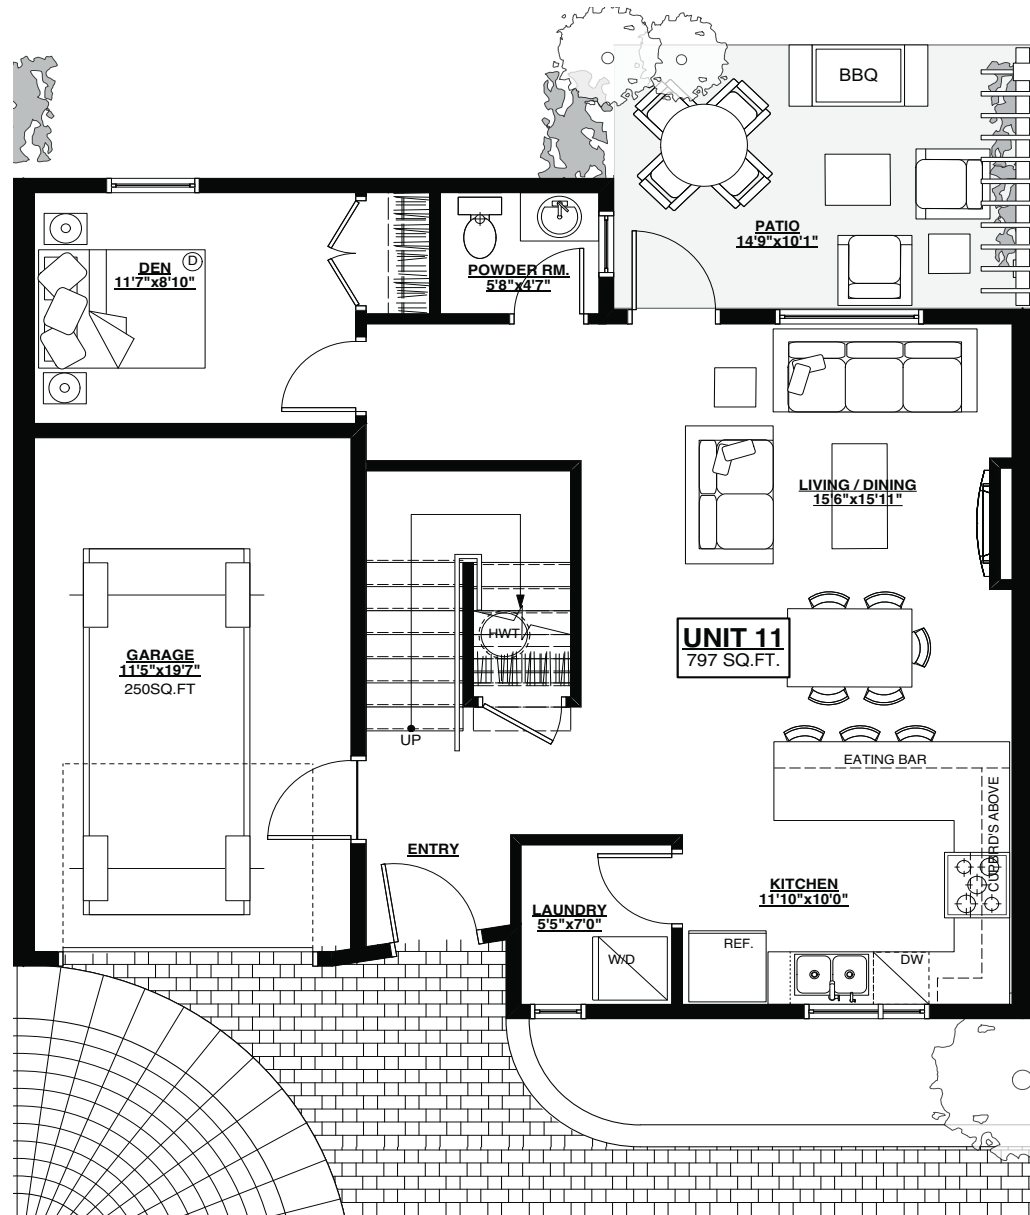 BBQ
PATIO
14'9"x10'1"
DEN
11'7"x8'10"
D
POWDER RM.
5'8"x4'7"
LIVING / DINING
15'6"x15'11"
HWT
UNIT 11
797 SQ.FT.
GARAGE
11'5"x19'7"
250SQ.FT
UP
EATING BAR
CUPB'RD'S ABOVE
ENTRY
KITCHEN
11'10"x10'0"
LAUNDRY
5'5"x7'0"
W/D
REF.
DW